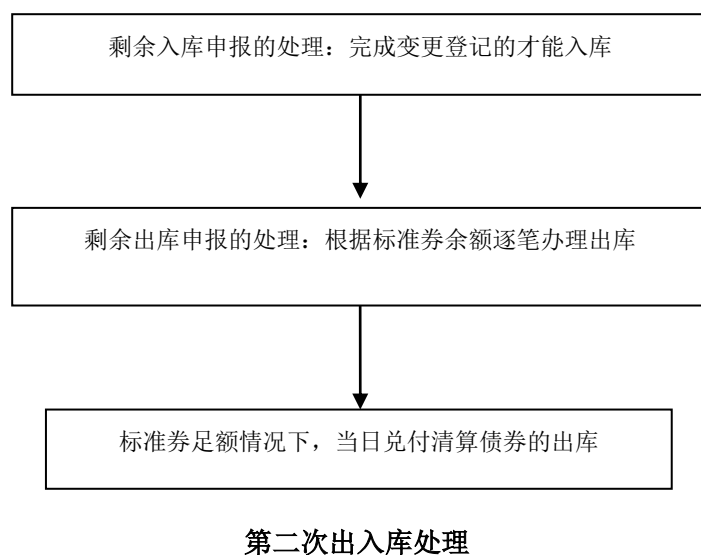 剩余入库申报的处理：完成变更登记的才能入库
剩余出库申报的处理：根据标准券余额逐笔办理出库
标准券足额情况下，当日兑付清算债券的出库
第二次出入库处理